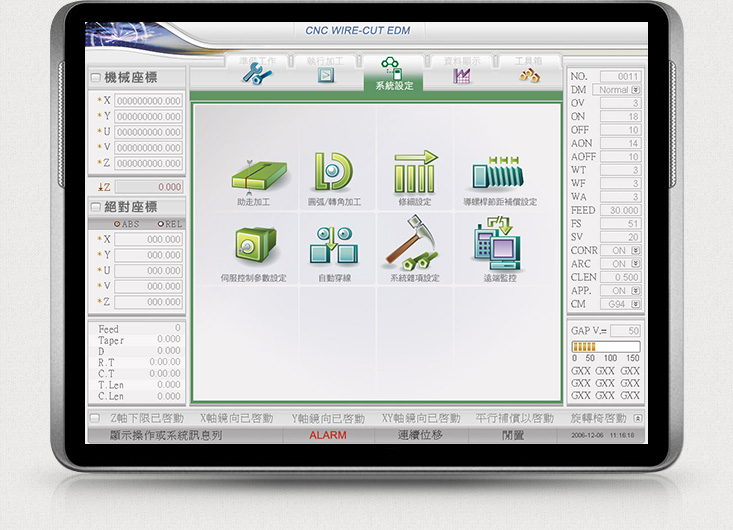 CNC WIRE-CUT EDM
準備工作 執行加工 資料顯示 工具箱
系統設定
機械座標
*X 000000000.000
*Y 000000000.000
*U 000000000.000
*V 000000000.000
*Z 000000000.000
Z 0.000
絕對座標
ABS REL
*X 000.000
*Y 000.000
*U 000.000
*V 000.000
*Z 000.000
Feed 0
Taper 0.000
D 0.000
R.T 0:00:00
C.T 00:00:00
T.Len 0.000
C.Len 0.000
助走加工 圓弧/轉角加工 修細設定 導螺桿節距補償設定
伺服控制參數設定 自動穿線 系統雜項設定 遠端監控
NO. 0011
DM Normal
OV 3
ON 18
OFF 10
AON 14
AOFF 10
WT 3
WF 3
WA 3
FEED 30.000
FS 51
SV 20
CONR ON
ARC ON
CLEN 0.500
APP. ON
CM G94
GAP V.= 50
0 50 100 150
GXX GXX GXX
GXX GXX GXX
GXX GXX GXX
Z軸下限已啓動 X軸鏡向已啓動 Y軸鏡向已啓動 XY軸鏡向已啓動 平行補償以啓動 旋轉椅啓動
顯示操作或系統訊息列 ALARM 連續位移 閒置 2006-12-06 11:16:10